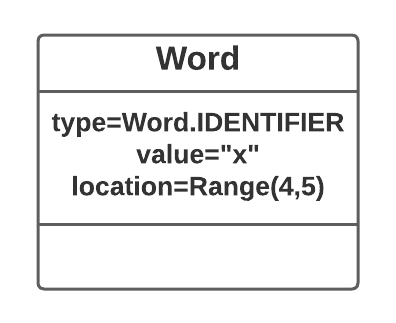 Word
type=Word.IDENTIFIER
value="x"
location=Range(4,5)